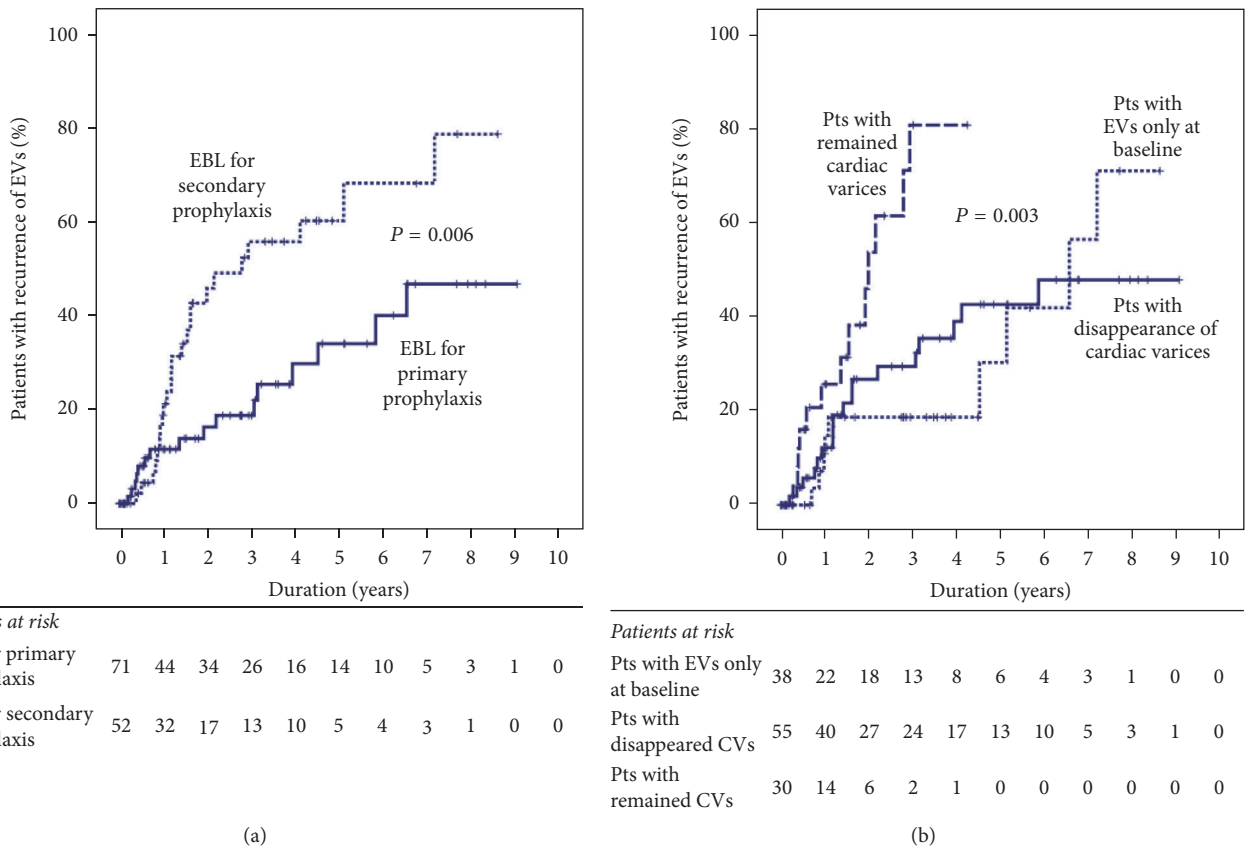 100
80
60
40
20
0
Patients with recurrence of EVs (%)
EBL for
secondary
prophylaxis
P = 0.006
EBL for
primary
prophylaxis
0 1 2 3 4 5 6 7 8 9 10
Duration (years)
at risk
primary 71 44 34 26 16 14 10 5 3 1 0
secondary 52 32 17 13 10 5 4 3 1 0 0
(a)
100
80
60
40
20
0
Patients with recurrence of EVs (%)
Pts with
remained
cardiac
varices
Pts with
EVs only at
baseline
P = 0.003
Pts with
disappearance of
cardiac varices
0 1 2 3 4 5 6 7 8 9 10
Duration (years)
Patients at risk
Pts with EVs only
at baseline
38 22 18 13 8 6 4 3 1 0 0
Pts with
disappeared CVs
55 40 27 24 17 13 10 5 3 1 0
Pts with
remained CVs
30 14 6 2 1 0 0 0 0 0 0
(b)